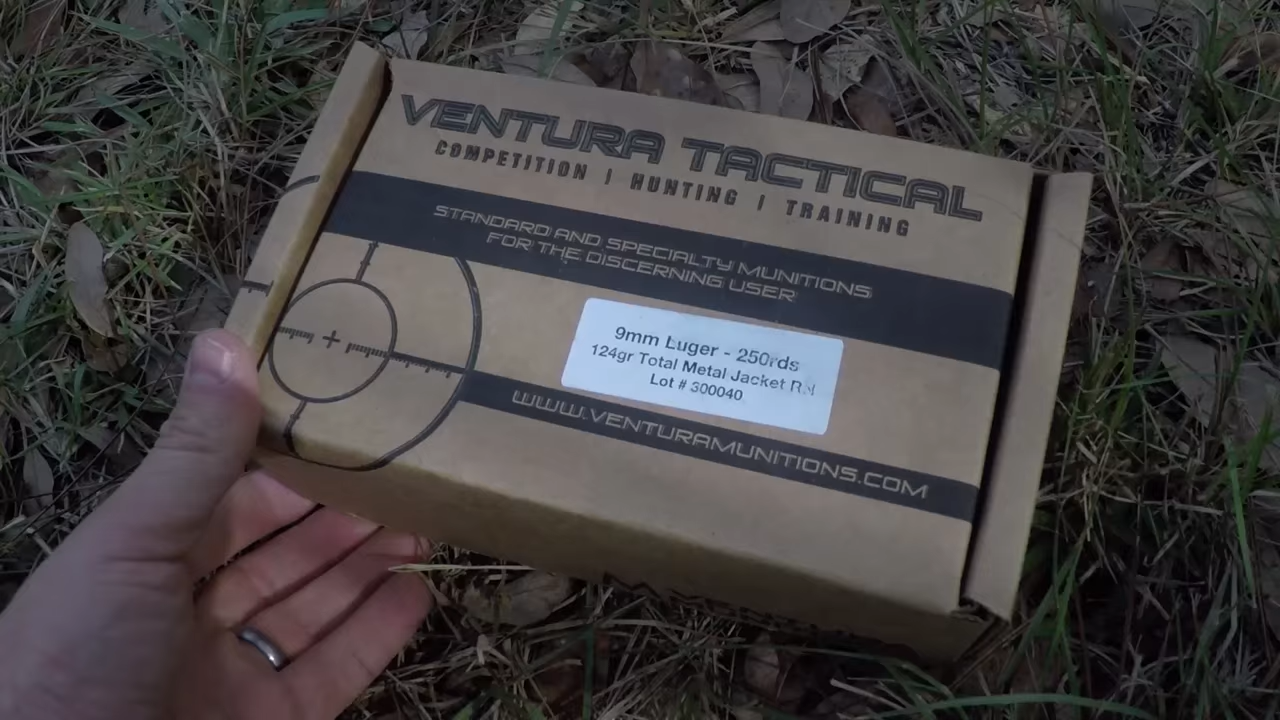 VENTURA TACTICAL
COMPETITION | HUNTING | TRAINING
STANDARD AND SPECIALTY MUNITIONS
FOR THE DISCERNING USER
9mm Luger - 250rds
124gr Total Metal Jacket RN
Lot # 300040
WWW.VENTURAMUNITIONS.COM